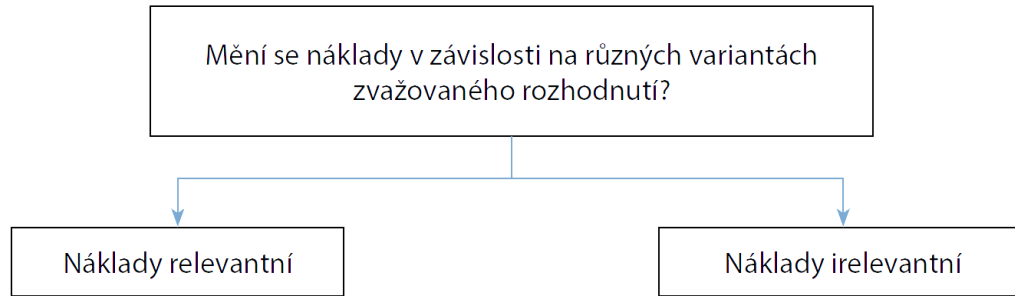 Mění se náklady v závislosti na různých variantách
zvažovaného rozhodnutí?
Náklady relevantní
Náklady irelevantní